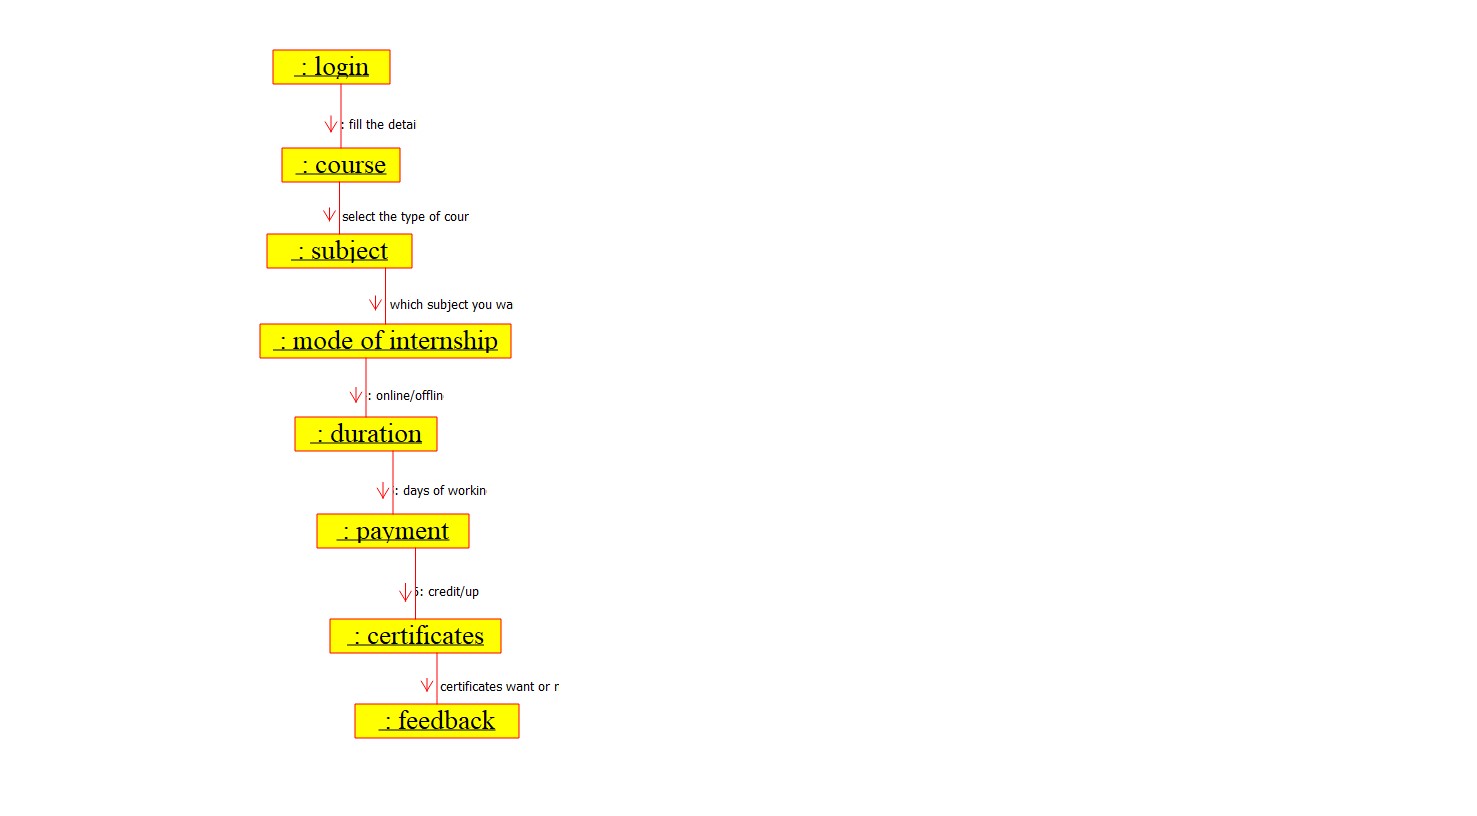 : login
: fill the detai
: course
select the type of cour
: subject
which subject you wa
: mode of internship
: online/offlin
: duration
: days of workin
: payment
5: credit/up
: certificates
certificates want or r
: feedback